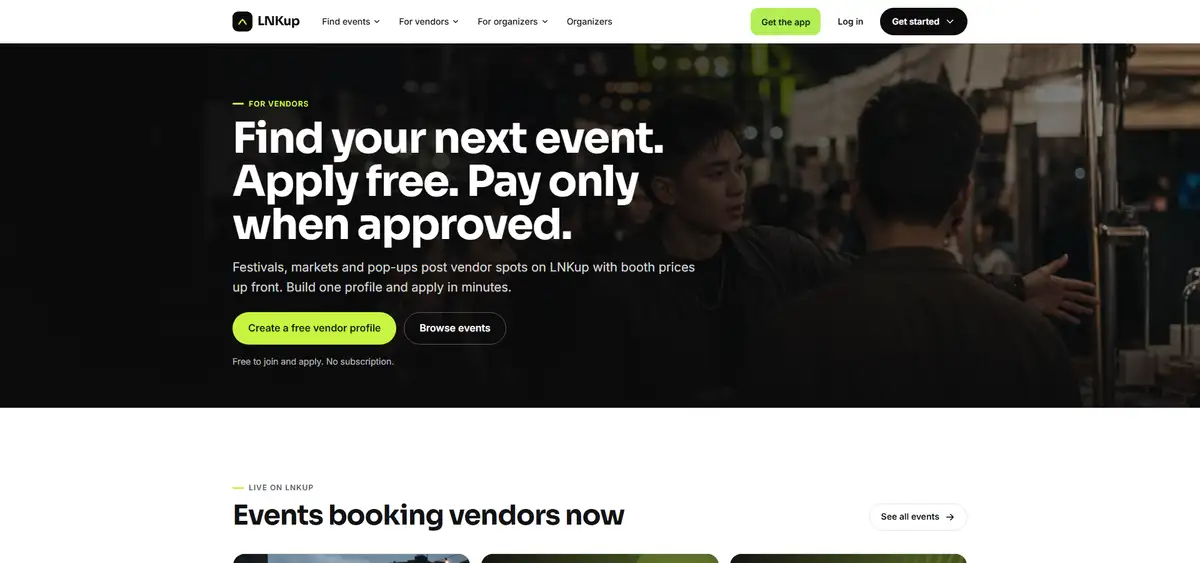 LNKup
Find events
For vendors
For organizers
Organizers
Get the app
Log in
Get started
FOR VENDORS
Find your next event.
Apply free. Pay only
when approved.
Festivals, markets and pop-ups post vendor spots on LNKup with booth prices
up front. Build one profile and apply in minutes.
Create a free vendor profile
Browse events
Free to join and apply. No subscription.
LIVE ON LNKUP
Events booking vendors now
See all events